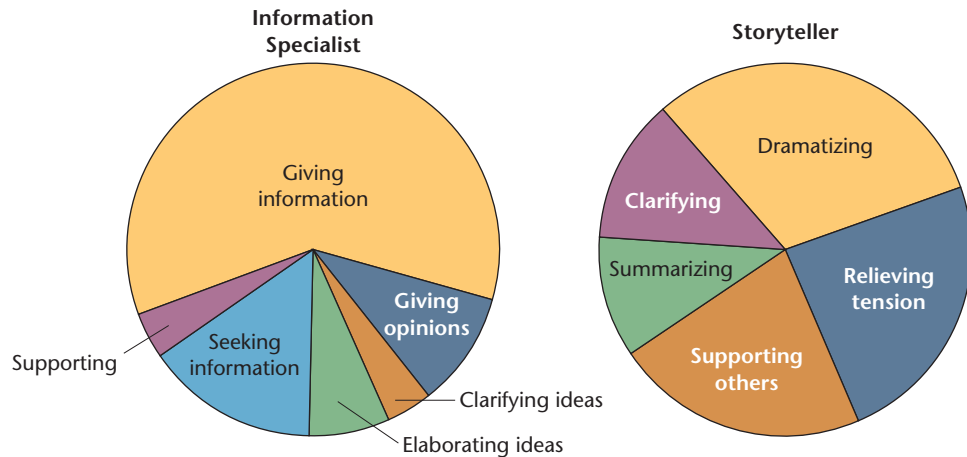 Information
Specialist
Giving
information
Giving
opinions
Clarifying ideas
Elaborating ideas
Seeking
information
Supporting
Storyteller
Dramatizing
Relieving
tension
Supporting
others
Summarizing
Clarifying